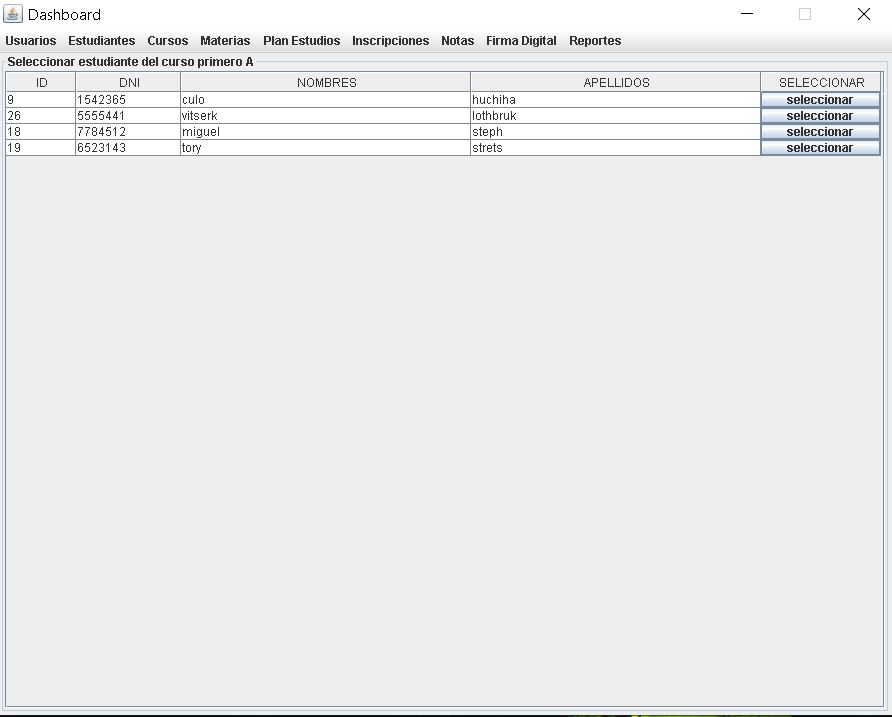 Dashboard
Usuarios Estudiantes Cursos Materias Plan Estudios Inscripciones Notas Firma Digital Reportes
Seleccionar estudiante del curso primero A
ID DNI NOMBRES APELLIDOS SELECCIONAR
9 1542365 culo huchiha seleccionar
26 5555441 vitserk lothbruk seleccionar
18 7784512 miguel steph seleccionar
19 6523143 tory strets seleccionar